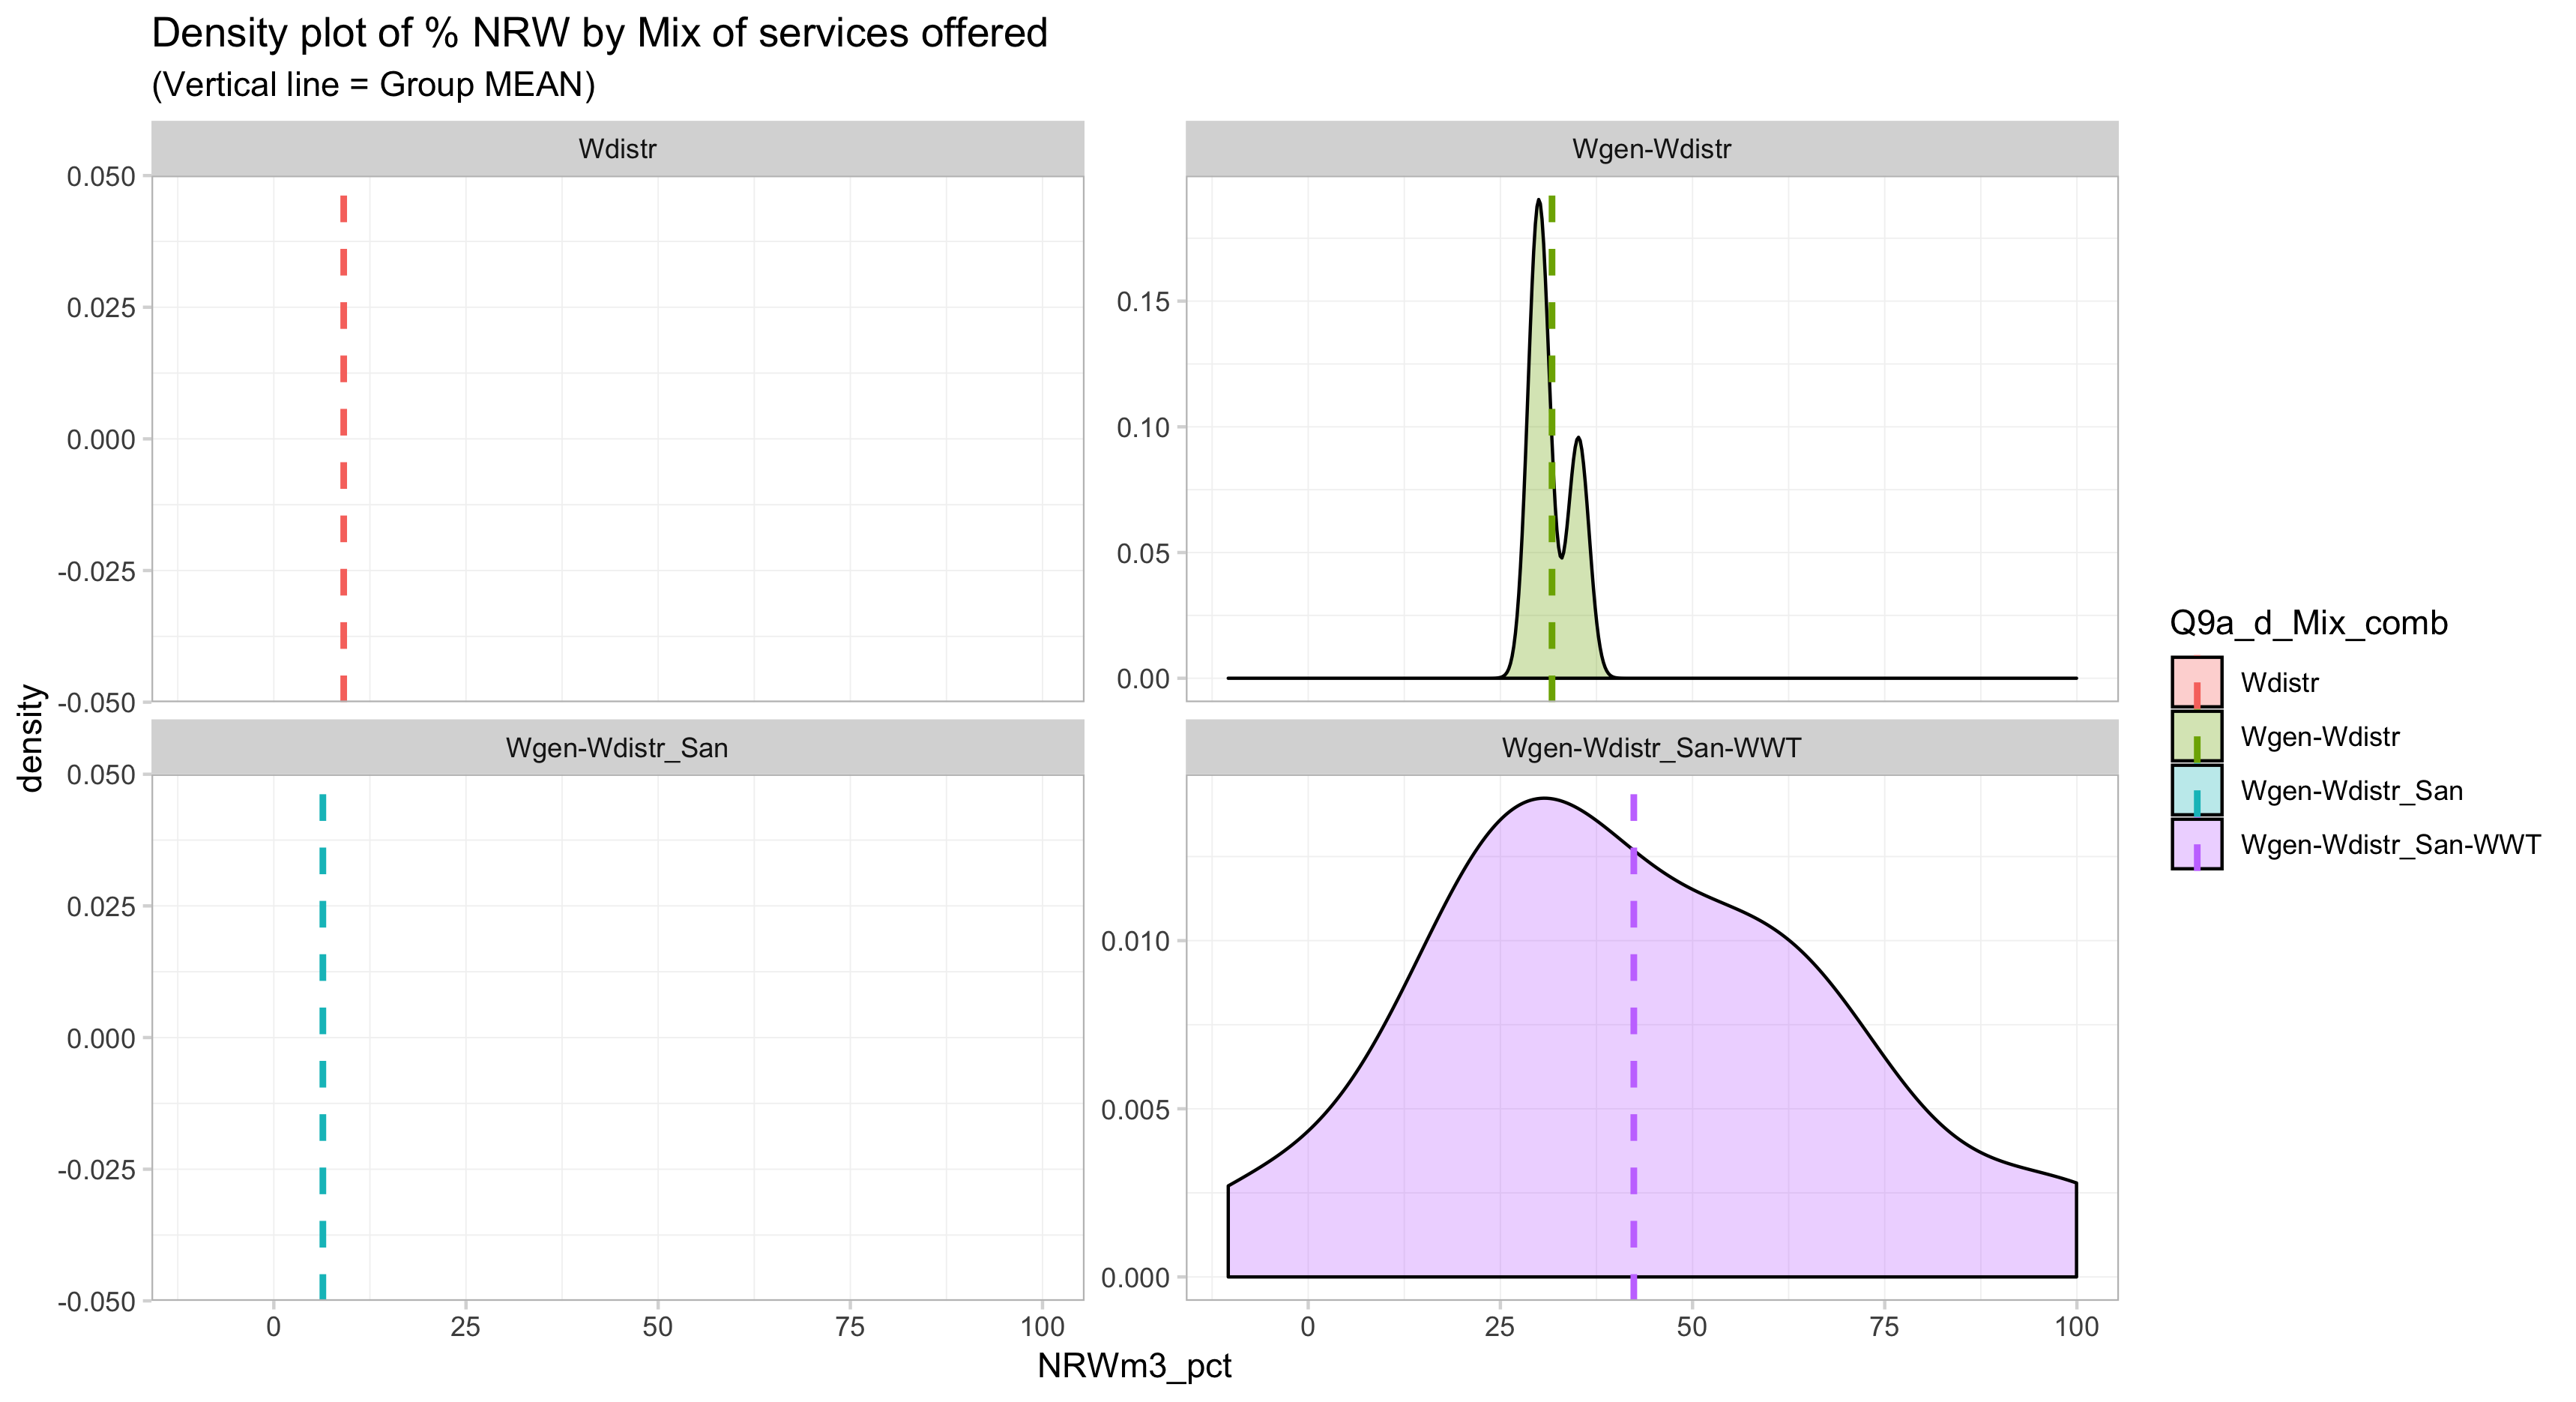 Density plot of % NRW by Mix of services offered
(Vertical line = Group MEAN)
Wdistr
0.050
0.025
0.000
-0.025
-0.050
Wgen-Wdistr
0.15
0.10
0.05
0.00
density
Wgen-Wdistr_San
0.050
0.025
0.000
-0.025
-0.050
0 25 50 75 100
Wgen-Wdistr_San-WWT
0.010
0.005
0.000
0 25 50 75 100
NRWm3_pct
Q9a_d_Mix_comb
Wdistr
Wgen-Wdistr
Wgen-Wdistr_San
Wgen-Wdistr_San-WWT